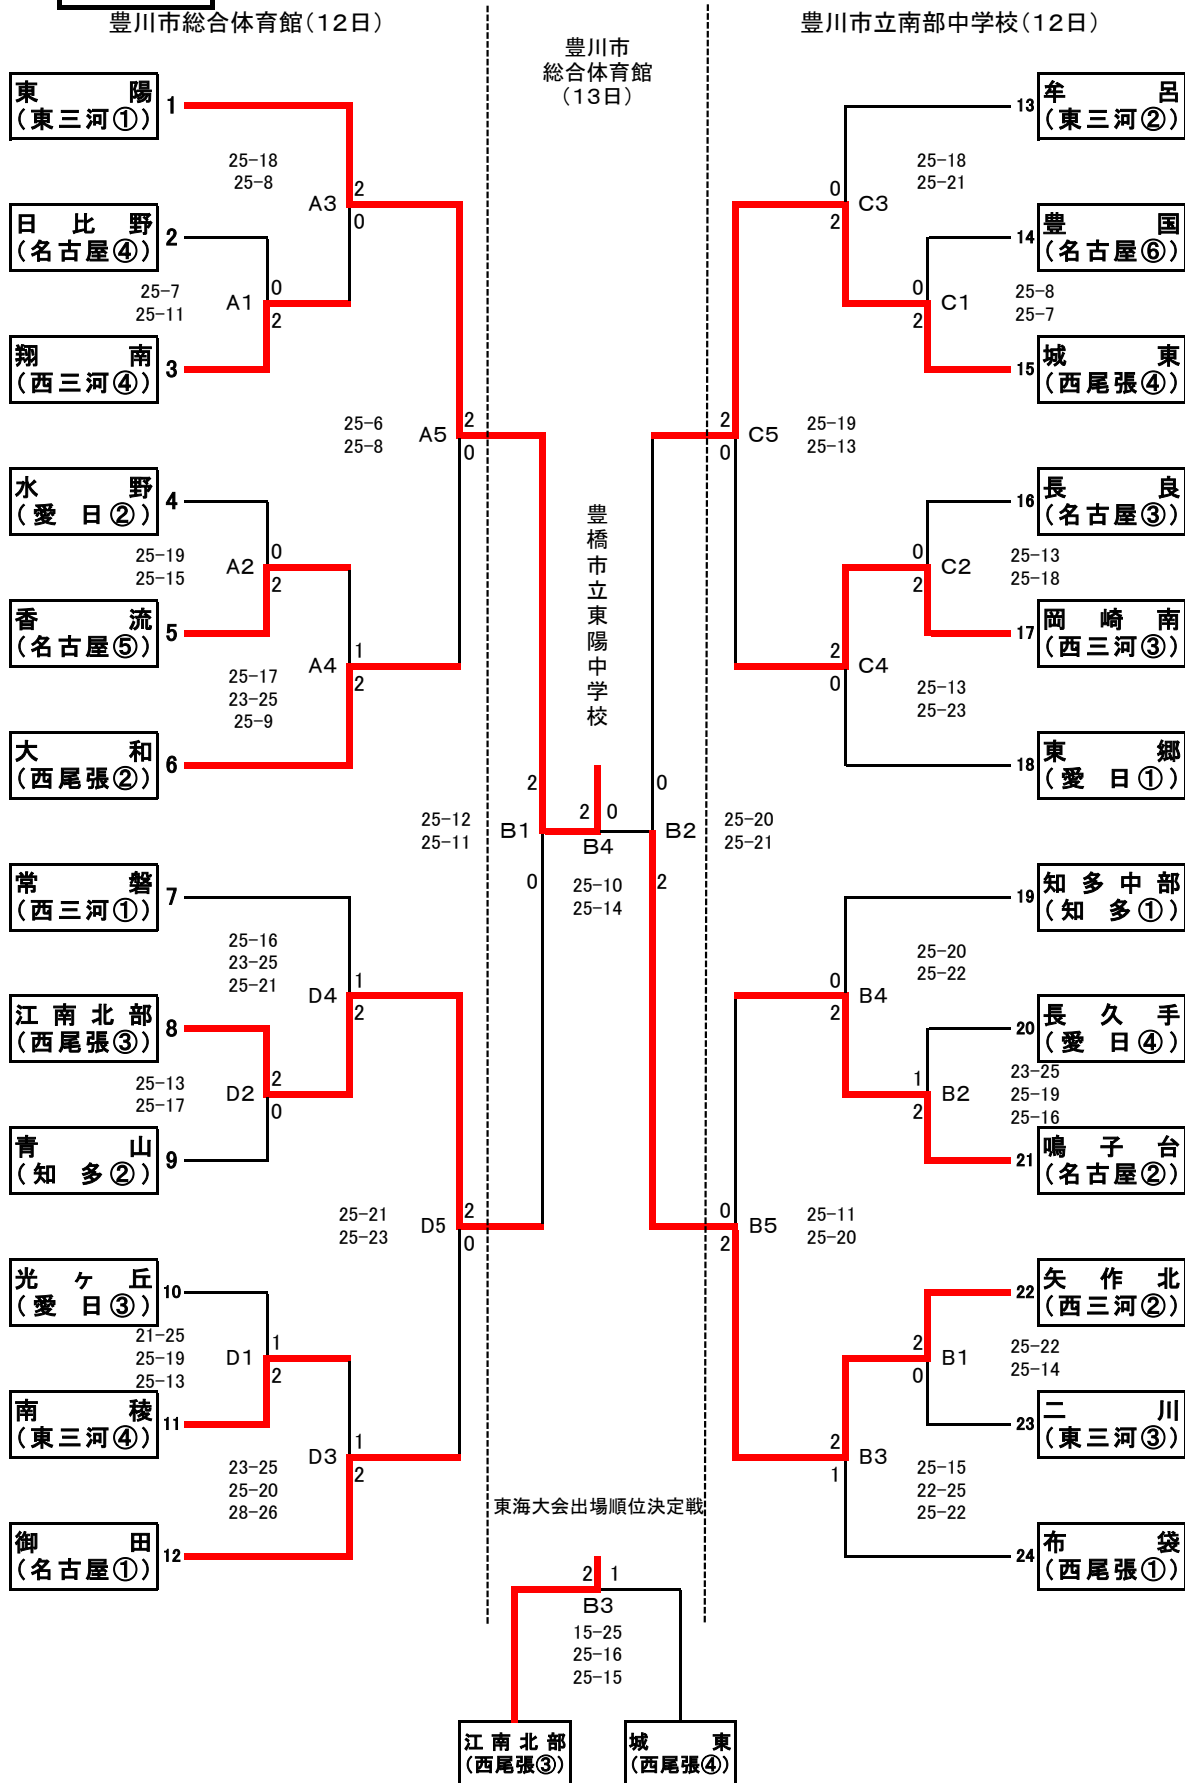 豊川市総合体育館(12日)
豊川市
総合体育館
(13日)
豊川市立南部中学校(12日)
東陽
(東三河①)
1
25-18
25-8
A3
2
0
日比野
(名古屋④)
2
25-7
25-11
A1
0
2
翔南
(西三河④)
3
25-6
25-8
A5
2
0
水野
(愛日②)
4
25-19
25-15
A2
0
2
香流
(名古屋⑤)
5
25-17
23-25
25-9
A4
1
2
大和
(西尾張②)
6
25-12
25-11
2
B1
0
常磐
(西三河①)
7
25-16
23-25
25-21
D4
1
2
江南北部
(西尾張③)
8
25-13
25-17
D2
2
0
青山
(知多②)
9
25-21
25-23
D5
2
0
光ヶ丘
(愛日③)
10
21-25
25-19
25-13
D1
1
2
南稜
(東三河④)
11
23-25
25-20
28-26
D3
1
2
御田
(名古屋①)
12
豊橋市立東陽中学校
2
0
B4
25-10
25-14
0
B2
2
25-20
25-21
13
牟呂
(東三河②)
25-18
25-21
0
2
C3
14
豊国
(名古屋⑥)
0
2
C1
25-8
25-7
15
城東
(西尾張④)
2
0
C5
25-19
25-13
16
長良
(名古屋③)
0
2
C2
25-13
25-18
17
岡崎南
(西三河③)
2
0
C4
25-13
25-23
18
東郷
(愛日①)
19
知多中部
(知多①)
25-20
25-22
0
2
B4
20
長久手
(愛日④)
1
2
B2
23-25
25-19
25-16
21
鳴子台
(名古屋②)
0
2
B5
25-11
25-20
22
矢作北
(西三河②)
2
0
B1
25-22
25-14
23
二川
(東三河③)
2
1
B3
25-15
22-25
25-22
24
布袋
(西尾張①)
東海大会出場順位決定戦
2
1
B3
15-25
25-16
25-15
江南北部
(西尾張③)
城東
(西尾張④)